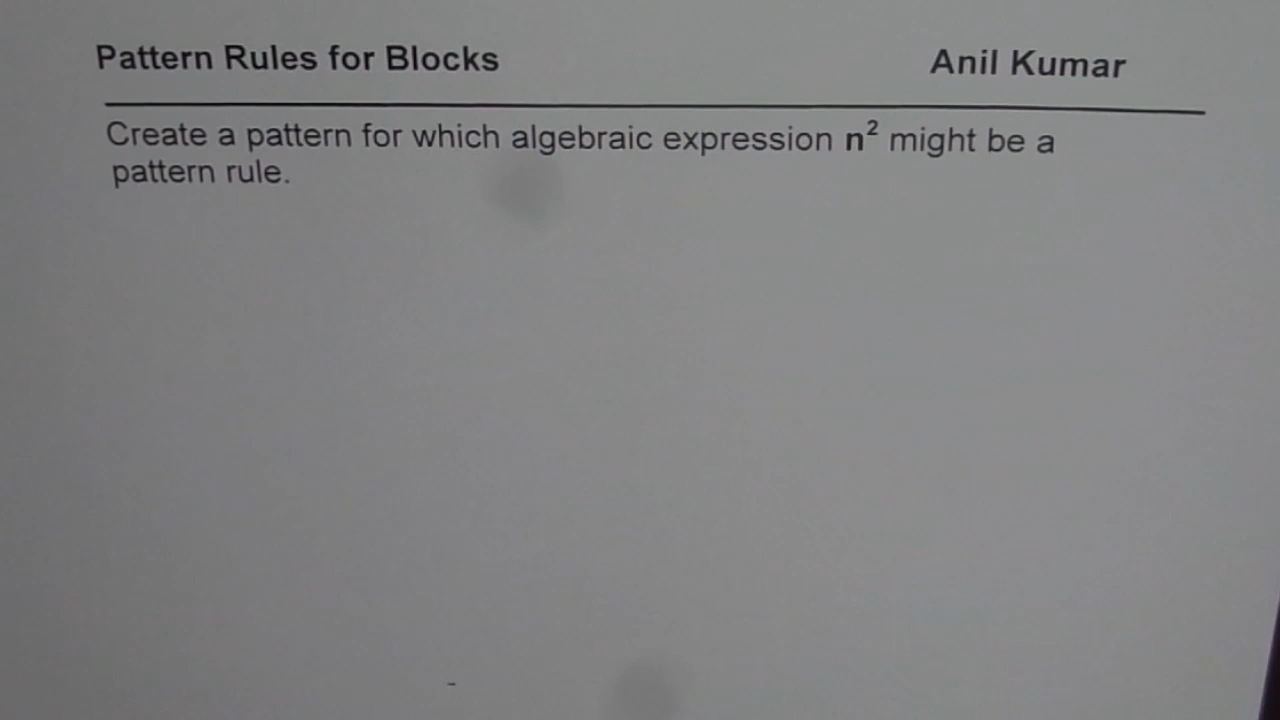 Pattern Rules for Blocks Anil Kumar
Create a pattern for which algebraic expression n² might be a
pattern rule.